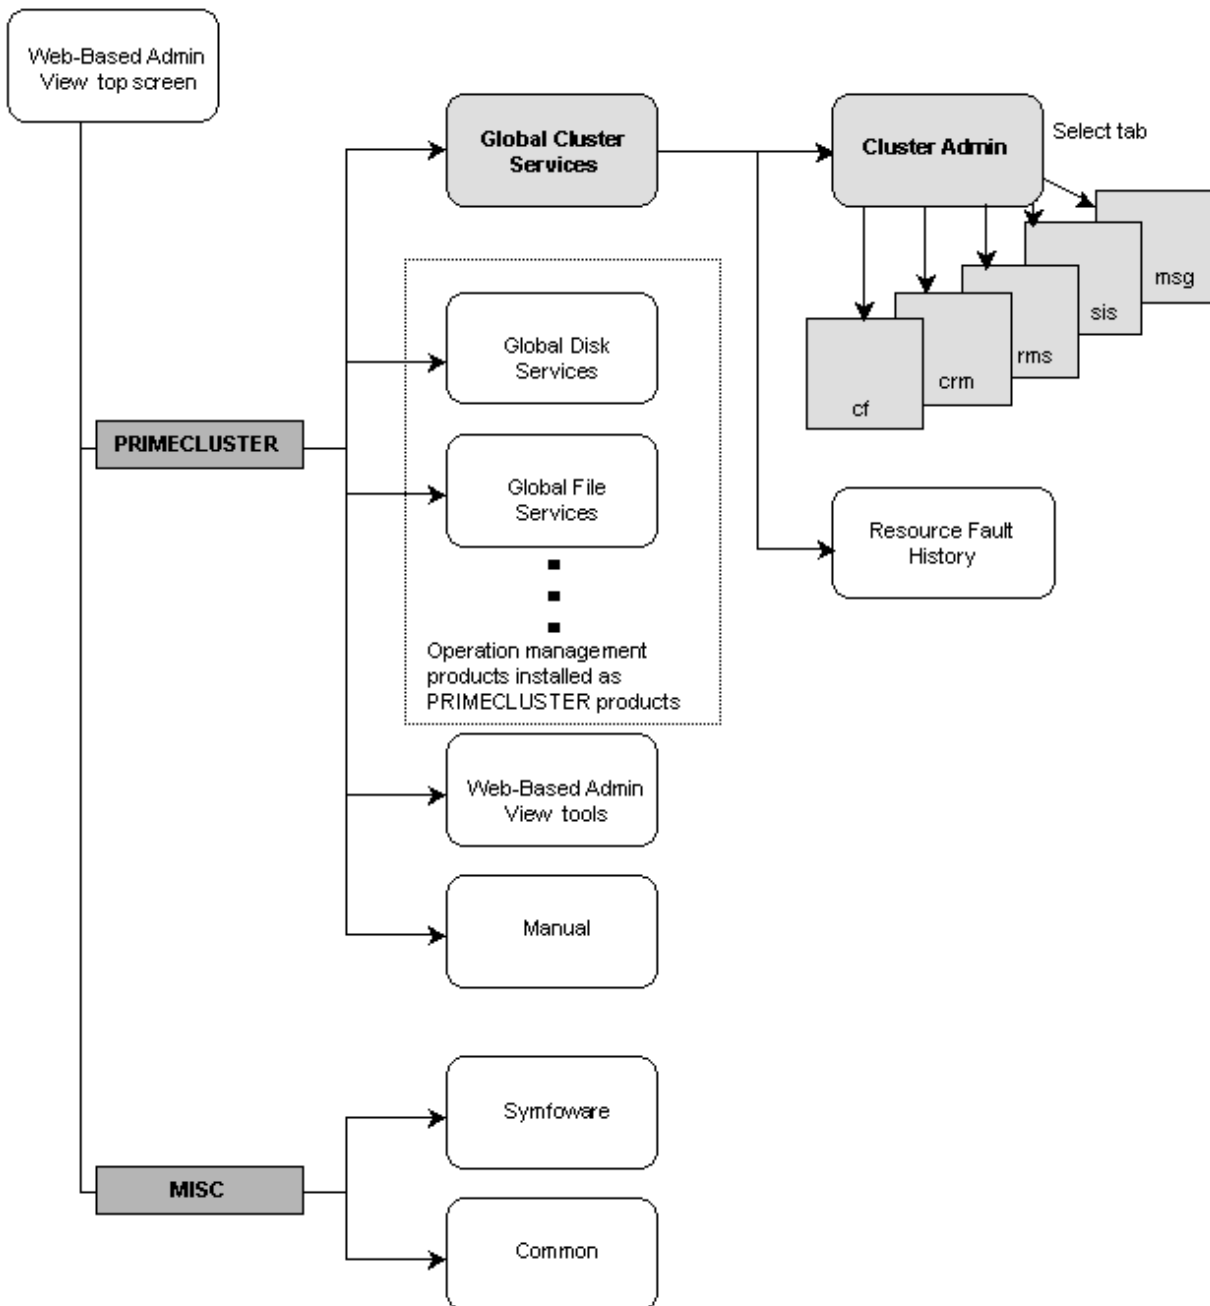 Web-Based Admin
View top screen
Global Cluster
Services
Cluster Admin
Select tab
msg
sis
rms
crm
cf
Global Disk
Services
PRIMECLUSTER
Global File
Services
Resource Fault
History
Operation management
products installed as
PRIMECLUSTER products
Web-Based Admin
View tools
Manual
Symfoware
MISC
Common